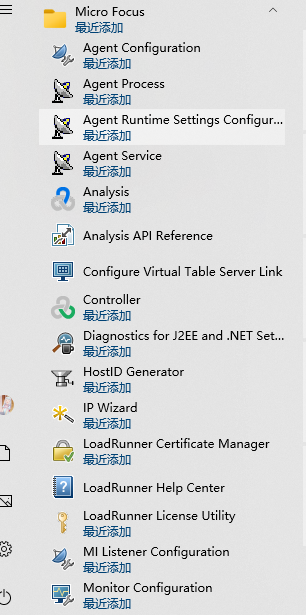 Micro Focus
最近添加
Agent Configuration
最近添加
Agent Process
最近添加
Agent Runtime Settings Configur...
最近添加
Agent Service
最近添加
Analysis
最近添加
Analysis API Reference
Configure Virtual Table Server Link
Controller
最近添加
Diagnostics for J2EE and .NET Set...
最近添加
HostID Generator
最近添加
IP Wizard
最近添加
LoadRunner Certificate Manager
最近添加
LoadRunner Help Center
LoadRunner License Utility
最近添加
MI Listener Configuration
最近添加
Monitor Configuration
最近添加